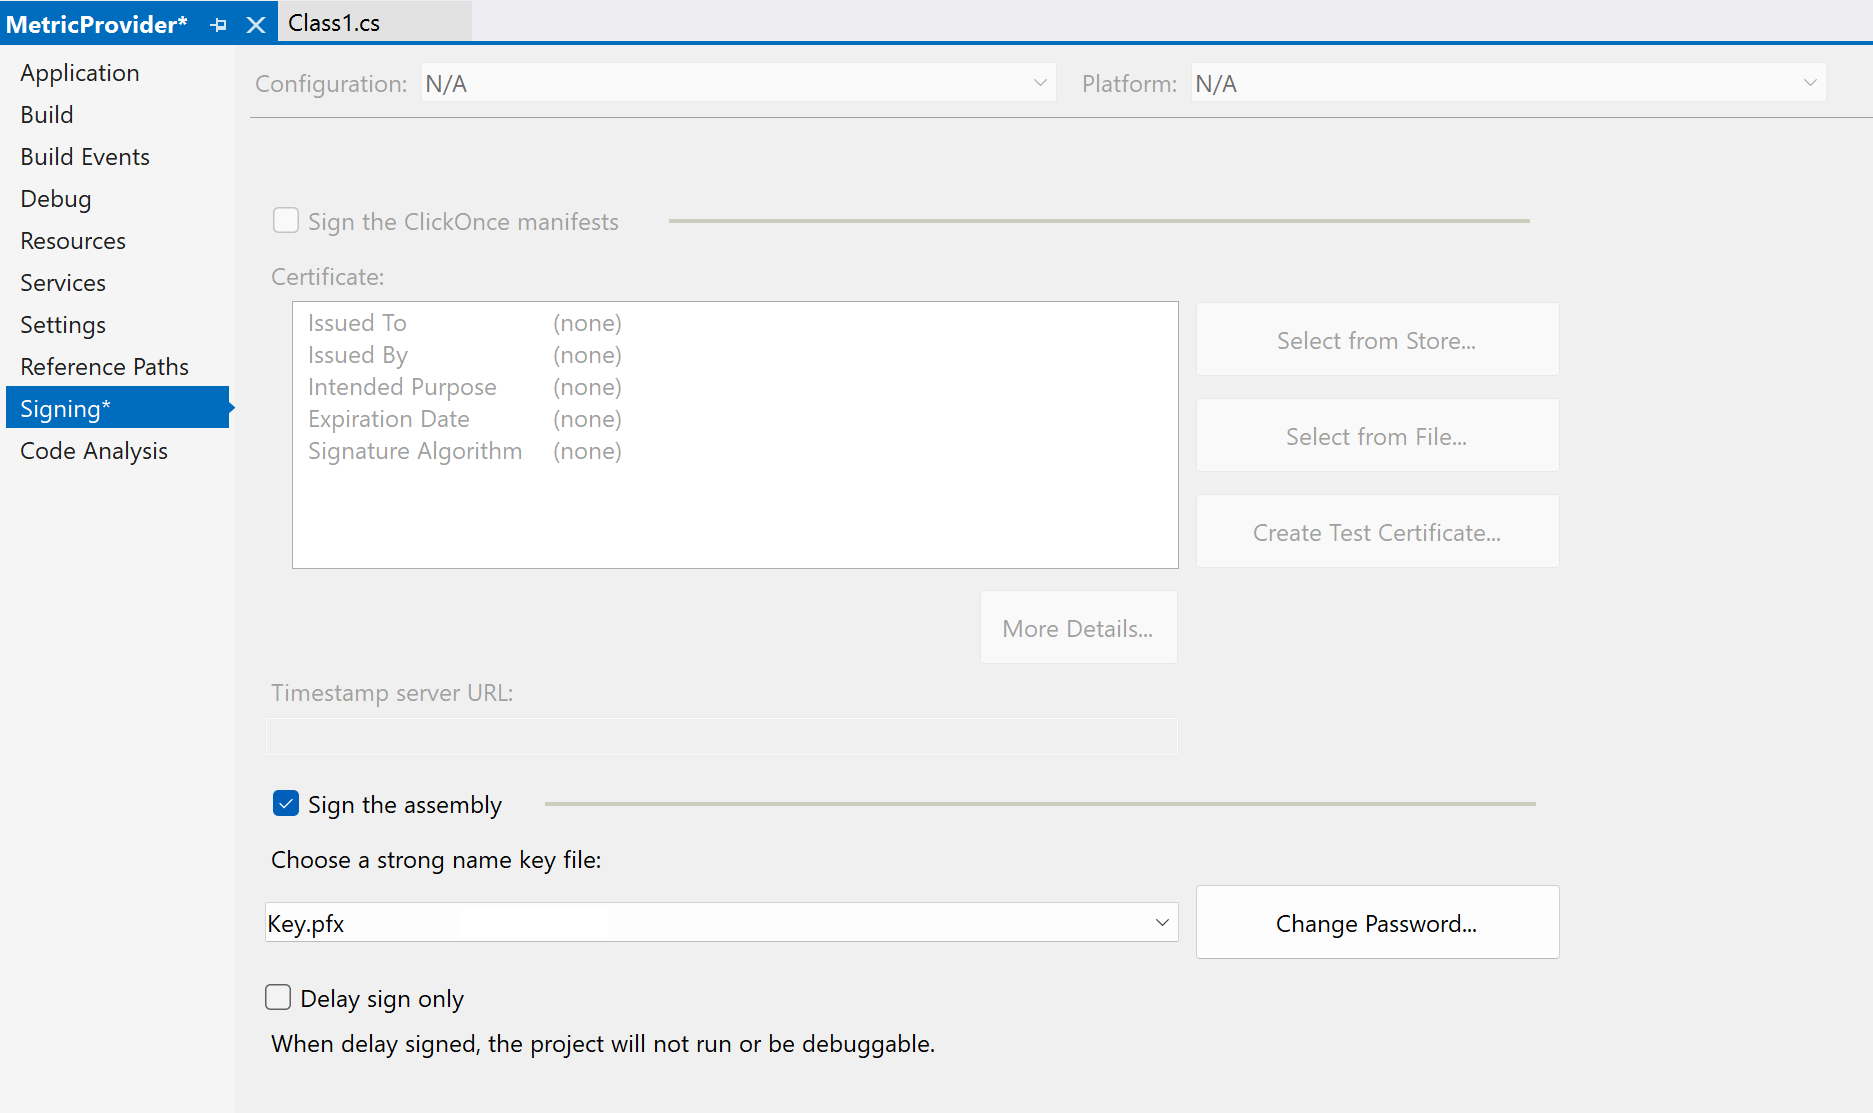 MetricProvider* Class1.cs
Application
Build
Build Events
Debug
Resources
Services
Settings
Reference Paths
Signing*
Code Analysis
Configuration: N/A Platform: N/A
Sign the ClickOnce manifests
Certificate:
Issued To (none)
Issued By (none)
Intended Purpose (none)
Expiration Date (none)
Signature Algorithm (none)
Select from Store...
Select from File...
Create Test Certificate...
More Details...
Timestamp server URL:
Sign the assembly
Choose a strong name key file:
Key.pfx Change Password...
Delay sign only
When delay signed, the project will not run or be debuggable.